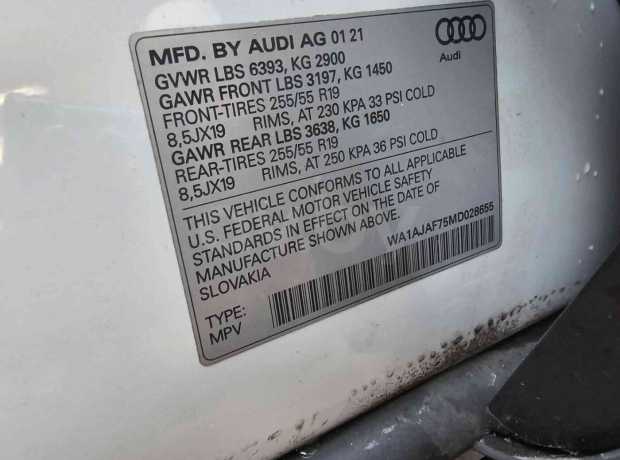 MFD. BY AUDI AG 01 21
GVWR LBS 6393, KG 2900
GAWR FRONT LBS 3197, KG 1450
FRONT-TIRES 255/55 R19
8,5JX19 RIMS, AT 230 KPA 33 PSI COLD
GAWR REAR LBS 3638, KG 1650
REAR-TIRES 255/55 R19
8,5JX19 RIMS, AT 250 KPA 36 PSI COLD
THIS VEHICLE CONFORMS TO ALL APPLICABLE
U.S. FEDERAL MOTOR VEHICLE SAFETY
STANDARDS IN EFFECT ON THE DATE OF
MANUFACTURE SHOWN ABOVE.
SLOVAKIA
WA1AJAF75MD028655
TYPE:
MPV
Audi